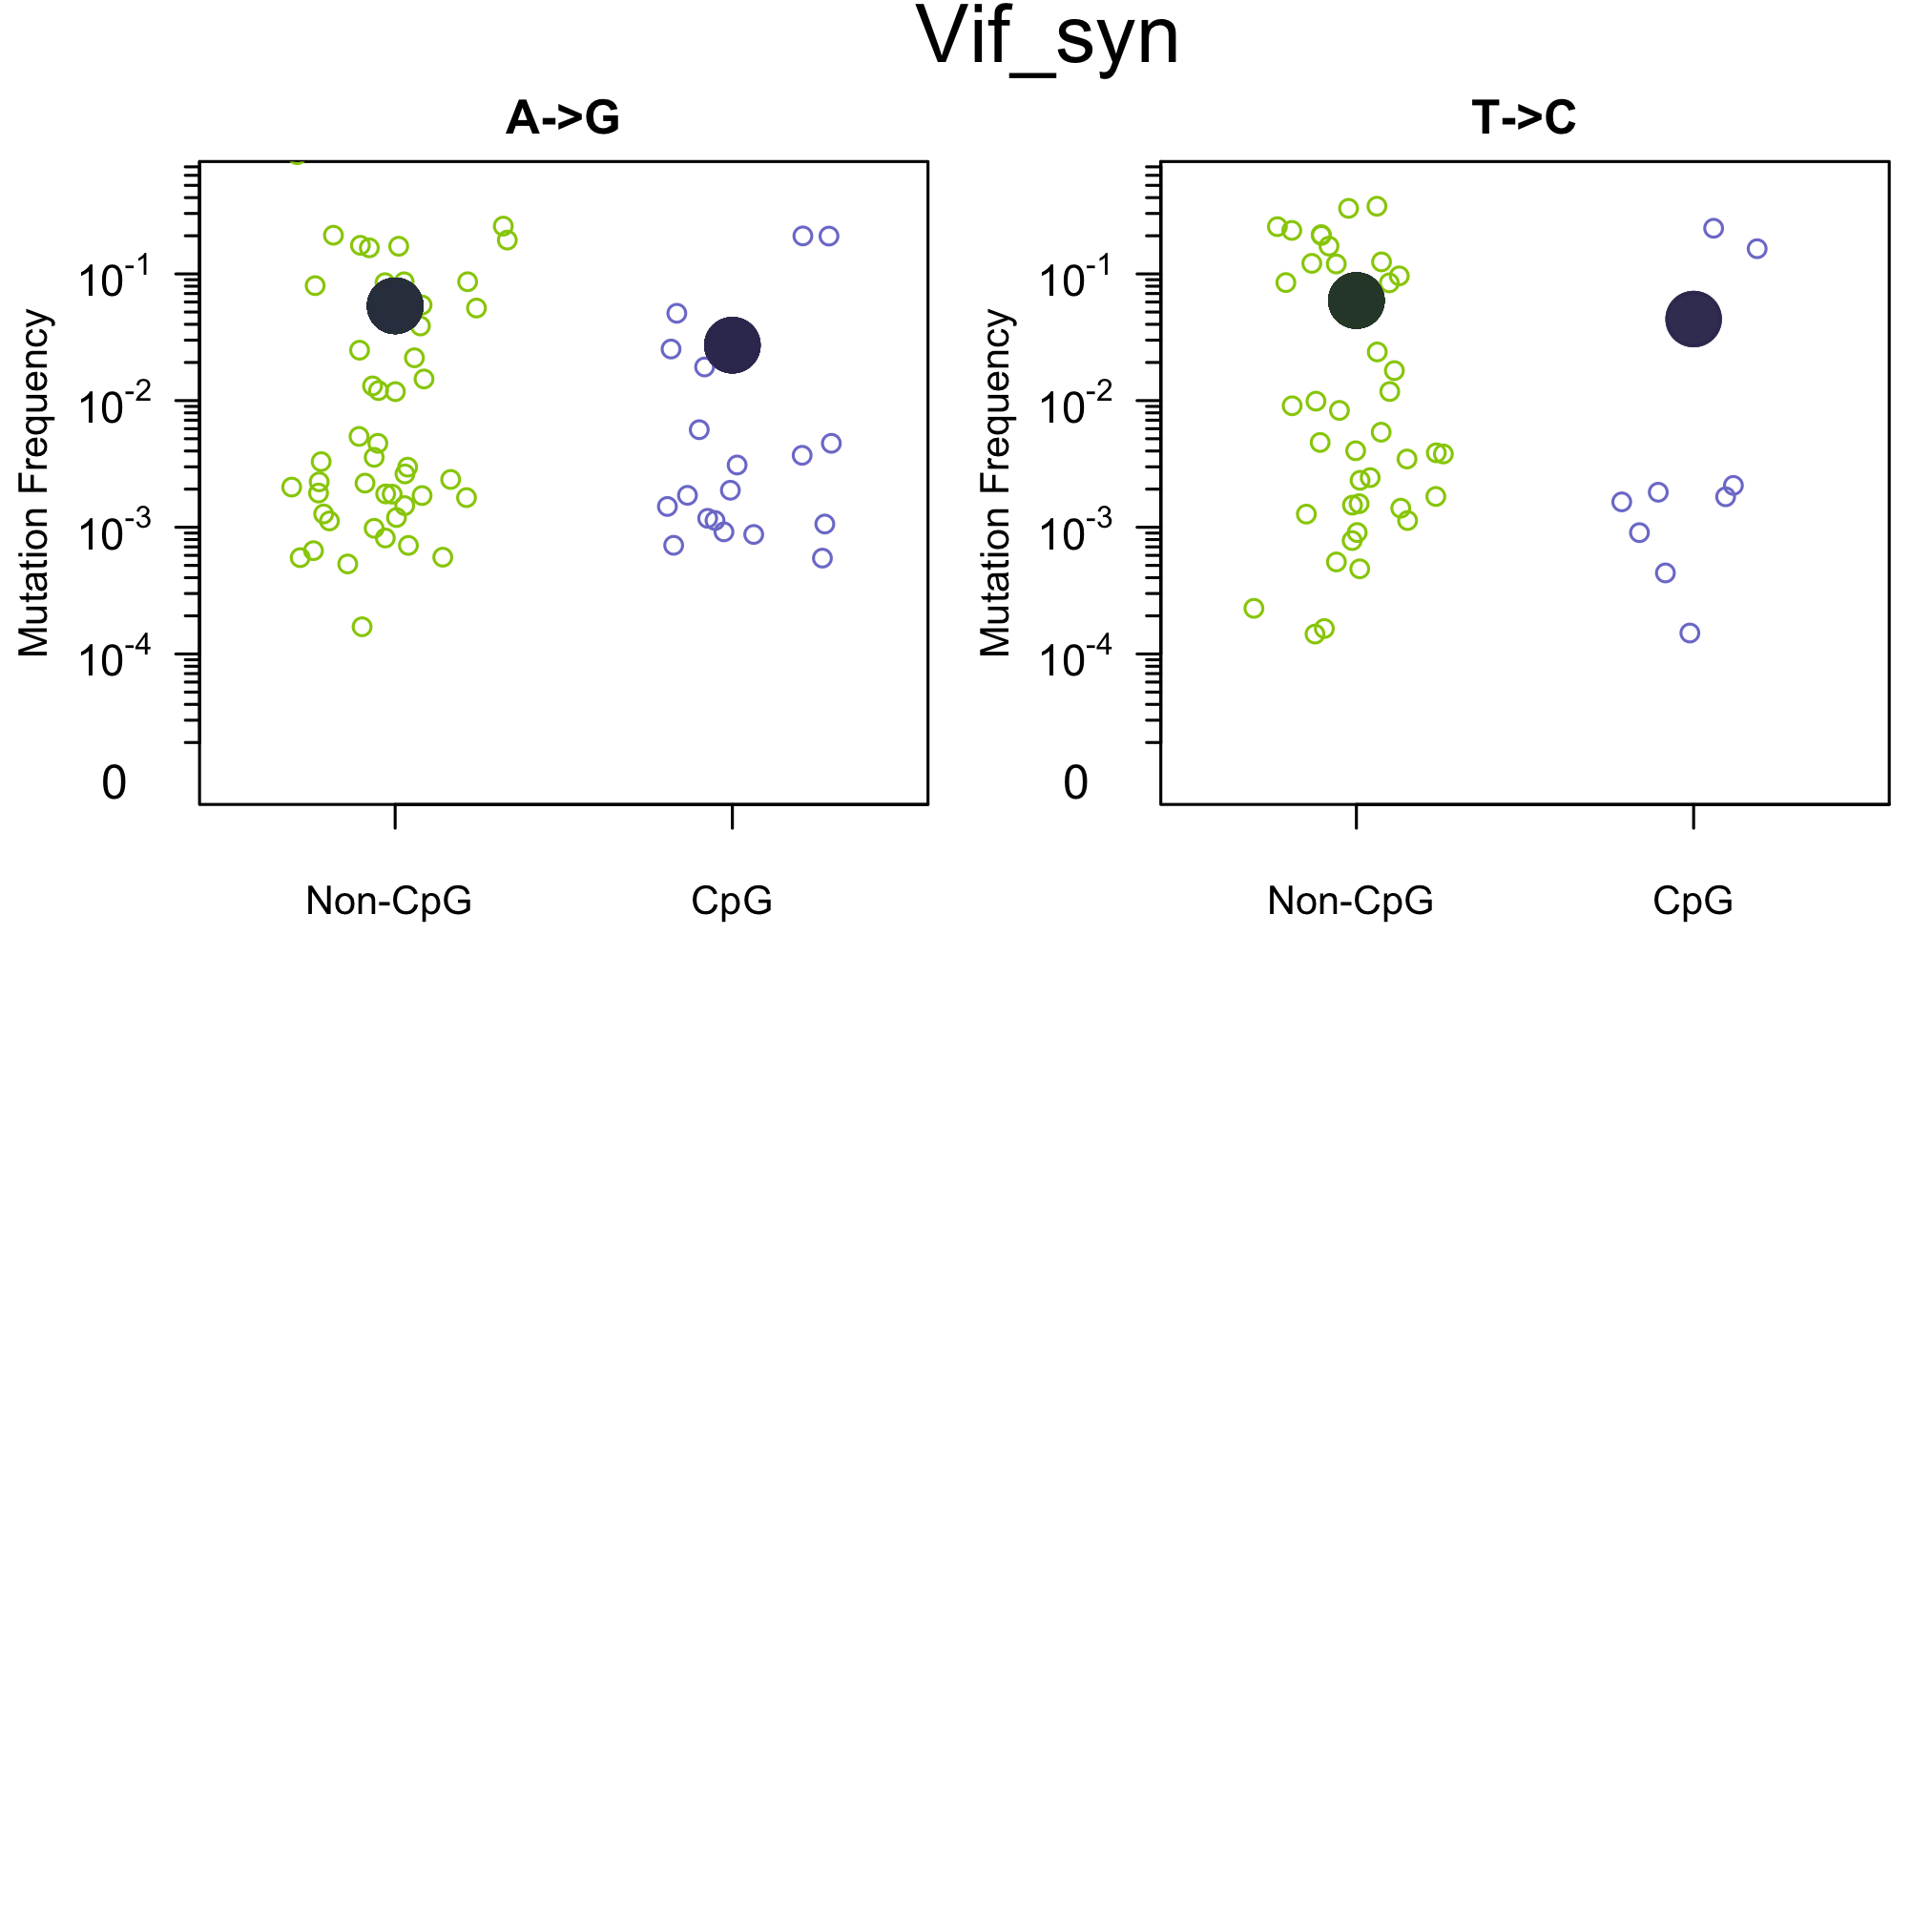 Vif_syn
A->G
Mutation Frequency
10-1
10-2
10-3
10-4
0
Non-CpG CpG
T->C
Mutation Frequency
10-1
10-2
10-3
10-4
0
Non-CpG CpG